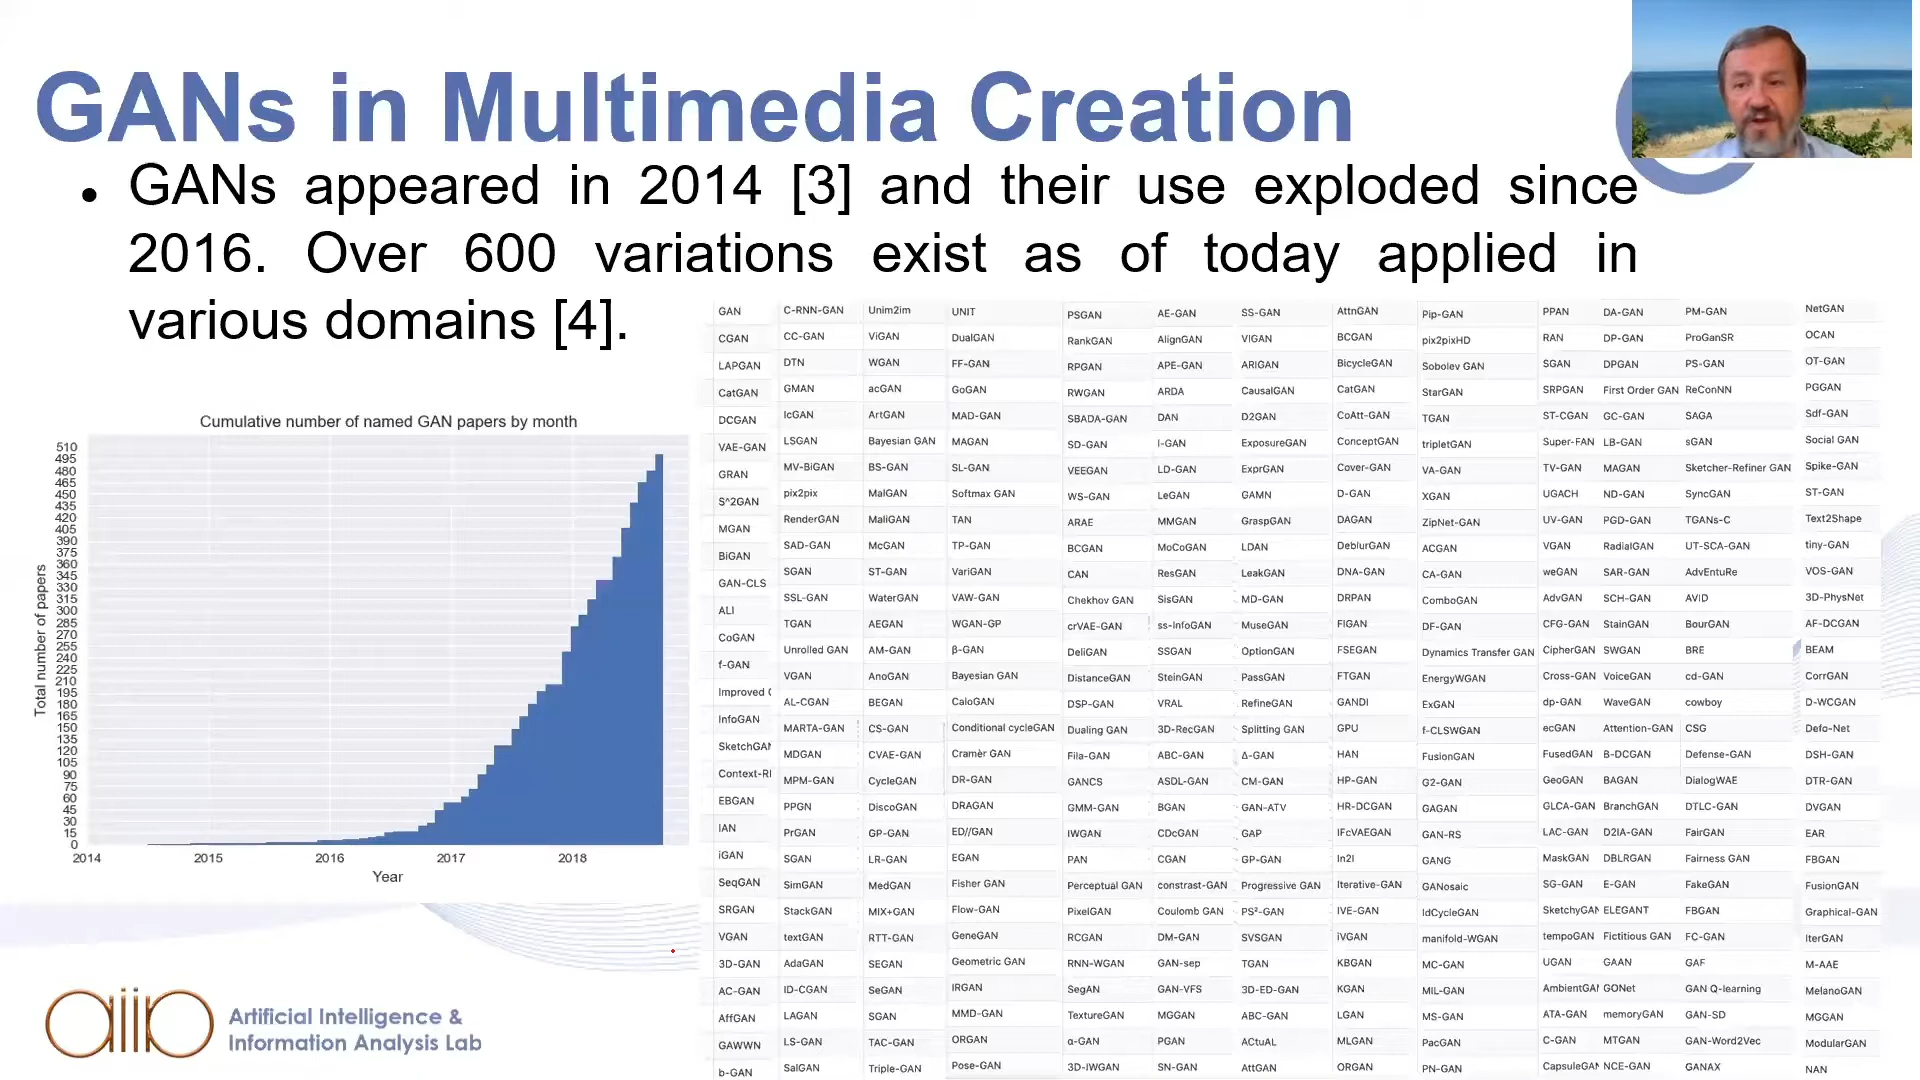 GANs in Multimedia Creation
• GANs appeared in 2014 [3] and their use exploded since
2016. Over 600 variations exist as of today applied in
various domains [4].
Cumulative number of named GAN papers by month
Total number of papers
510
495
480
465
450
435
420
405
390
375
360
345
330
315
300
285
270
255
240
225
210
195
180
165
150
135
120
105
90
75
60
45
30
15
0
2014 2015 2016 2017 2018
Year
GAN
CGAN
LAPGAN
CatGAN
DCGAN
VAE-GAN
GRAN
S^2GAN
MGAN
BiGAN
GAN-CLS
ALI
CoGAN
f-GAN
Improved
InfoGAN
SketchGAN
Context-R
EBGAN
IAN
iGAN
SeqGAN
SRGAN
VGAN
3D-GAN
AC-GAN
AffGAN
GAWWN
b-GAN
C-RNN-GAN
CC-GAN
DTN
GMAN
IcGAN
LSGAN
MV-BiGAN
pix2pix
RenderGAN
SAD-GAN
SGAN
SSL-GAN
TGAN
Unrolled GAN
VGAN
AL-CGAN
MARTA-GAN
MDGAN
MPM-GAN
PPGN
PrGAN
SGAN
SimGAN
StackGAN
textGAN
AdaGAN
ID-CGAN
LAGAN
LS-GAN
SalGAN
Unim2im
ViGAN
WGAN
acGAN
ArtGAN
Bayesian GAN
BS-GAN
MalGAN
MaliGAN
McGAN
ST-GAN
WaterGAN
AEGAN
AM-GAN
AnoGAN
BEGAN
CS-GAN
CVAE-GAN
CycleGAN
DiscoGAN
GP-GAN
LR-GAN
MedGAN
MIX+GAN
RTT-GAN
SEGAN
SeGAN
SGAN
TAC-GAN
Triple-GAN
UNIT
DualGAN
FF-GAN
GoGAN
MAD-GAN
MAGAN
SL-GAN
Softmax GAN
TAN
TP-GAN
VariGAN
VAW-GAN
WGAN-GP
β-GAN
Bayesian GAN
CaloGAN
Conditional cycleGAN
Cramèr GAN
DR-GAN
DRAGAN
ED//GAN
EGAN
Fisher GAN
Flow-GAN
GeneGAN
Geometric GAN
IRGAN
MMD-GAN
ORGAN
Pose-GAN
PSGAN
RankGAN
RPGAN
RWGAN
SBADA-GAN
SD-GAN
VEEGAN
WS-GAN
ARAE
BCGAN
CAN
Chekhov GAN
crVAE-GAN
DeliGAN
DistanceGAN
DSP-GAN
Dualing GAN
Fila-GAN
GANCS
GMM-GAN
IWGAN
PAN
Perceptual GAN
PixelGAN
RCGAN
RNN-WGAN
SegAN
TextureGAN
α-GAN
3D-IWGAN
AE-GAN
AlignGAN
APE-GAN
ARDA
DAN
I-GAN
LD-GAN
LeGAN
MMGAN
MoCoGAN
ResGAN
SisGAN
ss-InfoGAN
SSGAN
SteinGAN
VRAL
3D-RecGAN
ABC-GAN
ASDL-GAN
BGAN
CDcGAN
CGAN
constrast-GAN
Coulomb GAN
DM-GAN
GAN-sep
GAN-VFS
MGGAN
PGAN
SN-GAN
SS-GAN
VIGAN
ARIGAN
CausalGAN
D2GAN
ExposureGAN
ExprGAN
GAMN
GraspGAN
LDAN
LeakGAN
MD-GAN
MuseGAN
OptionGAN
PassGAN
RefineGAN
Splitting GAN
Δ-GAN
CM-GAN
GAN-ATV
GAP
GP-GAN
Progressive GAN
PS²-GAN
SVSGAN
TGAN
3D-ED-GAN
ABC-GAN
ACtuAL
AttGAN
AttnGAN
BCGAN
BicycleGAN
CatGAN
CoAtt-GAN
ConceptGAN
Cover-GAN
D-GAN
DAGAN
DeblurGAN
DNA-GAN
DRPAN
FIGAN
FSEGAN
FTGAN
GANDI
GPU
HAN
HP-GAN
HR-DCGAN
IFcVAEGAN
In2I
Iterative-GAN
IVE-GAN
iVGAN
KBGAN
KGAN
LGAN
MLGAN
ORGAN
Pip-GAN
pix2pixHD
Sobolev GAN
StarGAN
TGAN
tripletGAN
VA-GAN
XGAN
ZipNet-GAN
ACGAN
CA-GAN
ComboGAN
DF-GAN
Dynamics Transfer GAN
EnergyWGAN
ExGAN
f-CLSWGAN
FusionGAN
G2-GAN
GAGAN
GAN-RS
GANG
GANosaic
IdCycleGAN
manifold-WGAN
MC-GAN
MIL-GAN
MS-GAN
PacGAN
PN-GAN
PPAN
RAN
SGAN
SRPGAN
ST-CGAN
Super-FAN
TV-GAN
UGACH
UV-GAN
VGAN
weGAN
AdvGAN
CFG-GAN
CipherGAN
Cross-GAN
dp-GAN
ecGAN
FusedGAN
GeoGAN
GLCA-GAN
LAC-GAN
MaskGAN
SG-GAN
SketchyGAN
tempoGAN
UGAN
AmbientGAN
ATA-GAN
C-GAN
CapsuleGAN
DA-GAN
DP-GAN
DPGAN
First Order GAN
GC-GAN
LB-GAN
MAGAN
ND-GAN
PGD-GAN
RadialGAN
SAR-GAN
SCH-GAN
StainGAN
SWGAN
VoiceGAN
WaveGAN
Attention-GAN
B-DCGAN
BAGAN
BranchGAN
D2IA-GAN
DBLRGAN
E-GAN
ELEGANT
Fictitious GAN
GAAN
GONet
memoryGAN
MTGAN
NCE-GAN
PM-GAN
ProGanSR
PS-GAN
ReConNN
SAGA
sGAN
Sketcher-Refiner GAN
SyncGAN
TGANs-C
UT-SCA-GAN
AdvEntuRe
AVID
BourGAN
BRE
cd-GAN
cowboy
CSG
Defense-GAN
DialogWAE
DTLC-GAN
FairGAN
Fairness GAN
FakeGAN
FBGAN
FC-GAN
GAF
GAN Q-learning
GAN-SD
GAN-Word2Vec
GANAX
NetGAN
OCAN
OT-GAN
PGGAN
Sdf-GAN
Social GAN
Spike-GAN
ST-GAN
Text2Shape
tiny-GAN
VOS-GAN
3D-PhysNet
AF-DCGAN
BEAM
CorrGAN
D-WCGAN
Defo-Net
DSH-GAN
DTR-GAN
DVGAN
EAR
FBGAN
FusionGAN
Graphical-GAN
IterGAN
M-AAE
MelanoGAN
MGGAN
ModularGAN
NAN
aiia
Artificial Intelligence &
Information Analysis Lab